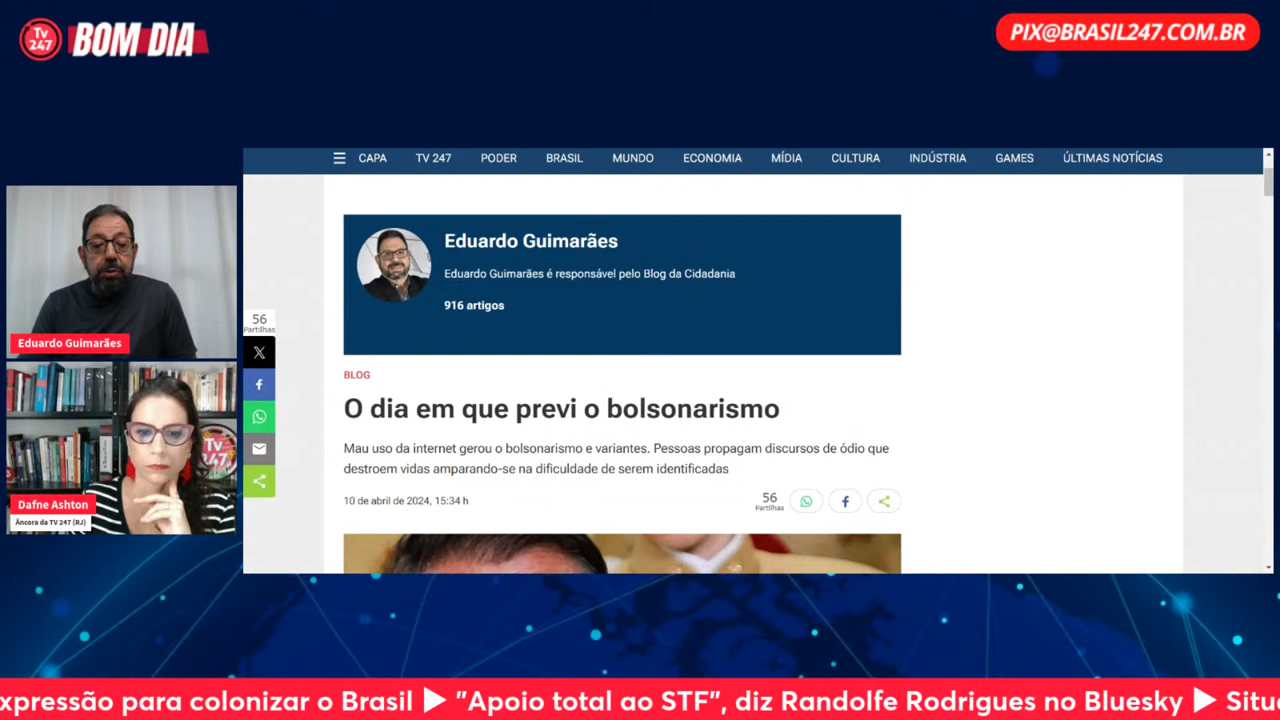 Tv 247
BOM DIA
PIX@BRASIL247.COM.BR
CAPA TV 247 PODER BRASIL MUNDO ECONOMIA MÍDIA CULTURA INDÚSTRIA GAMES ÚLTIMAS NOTÍCIAS
Eduardo Guimarães
Eduardo Guimarães é responsável pelo Blog da Cidadania
916 artigos
56
Partilhas
Eduardo Guimarães
BLOG
O dia em que previ o bolsonarismo
Mau uso da internet gerou o bolsonarismo e variantes. Pessoas propagam discursos de ódio que
destroem vidas amparando-se na dificuldade de serem identificadas
10 de abril de 2024, 15:34 h
56
Partilhas
Tv
247
Dafne Ashton
Âncora da TV 247 (RJ)
xpressão para colonizar o Brasil ▶ "Apoio total ao STF", diz Randolfe Rodrigues no Bluesky ▶ Situ